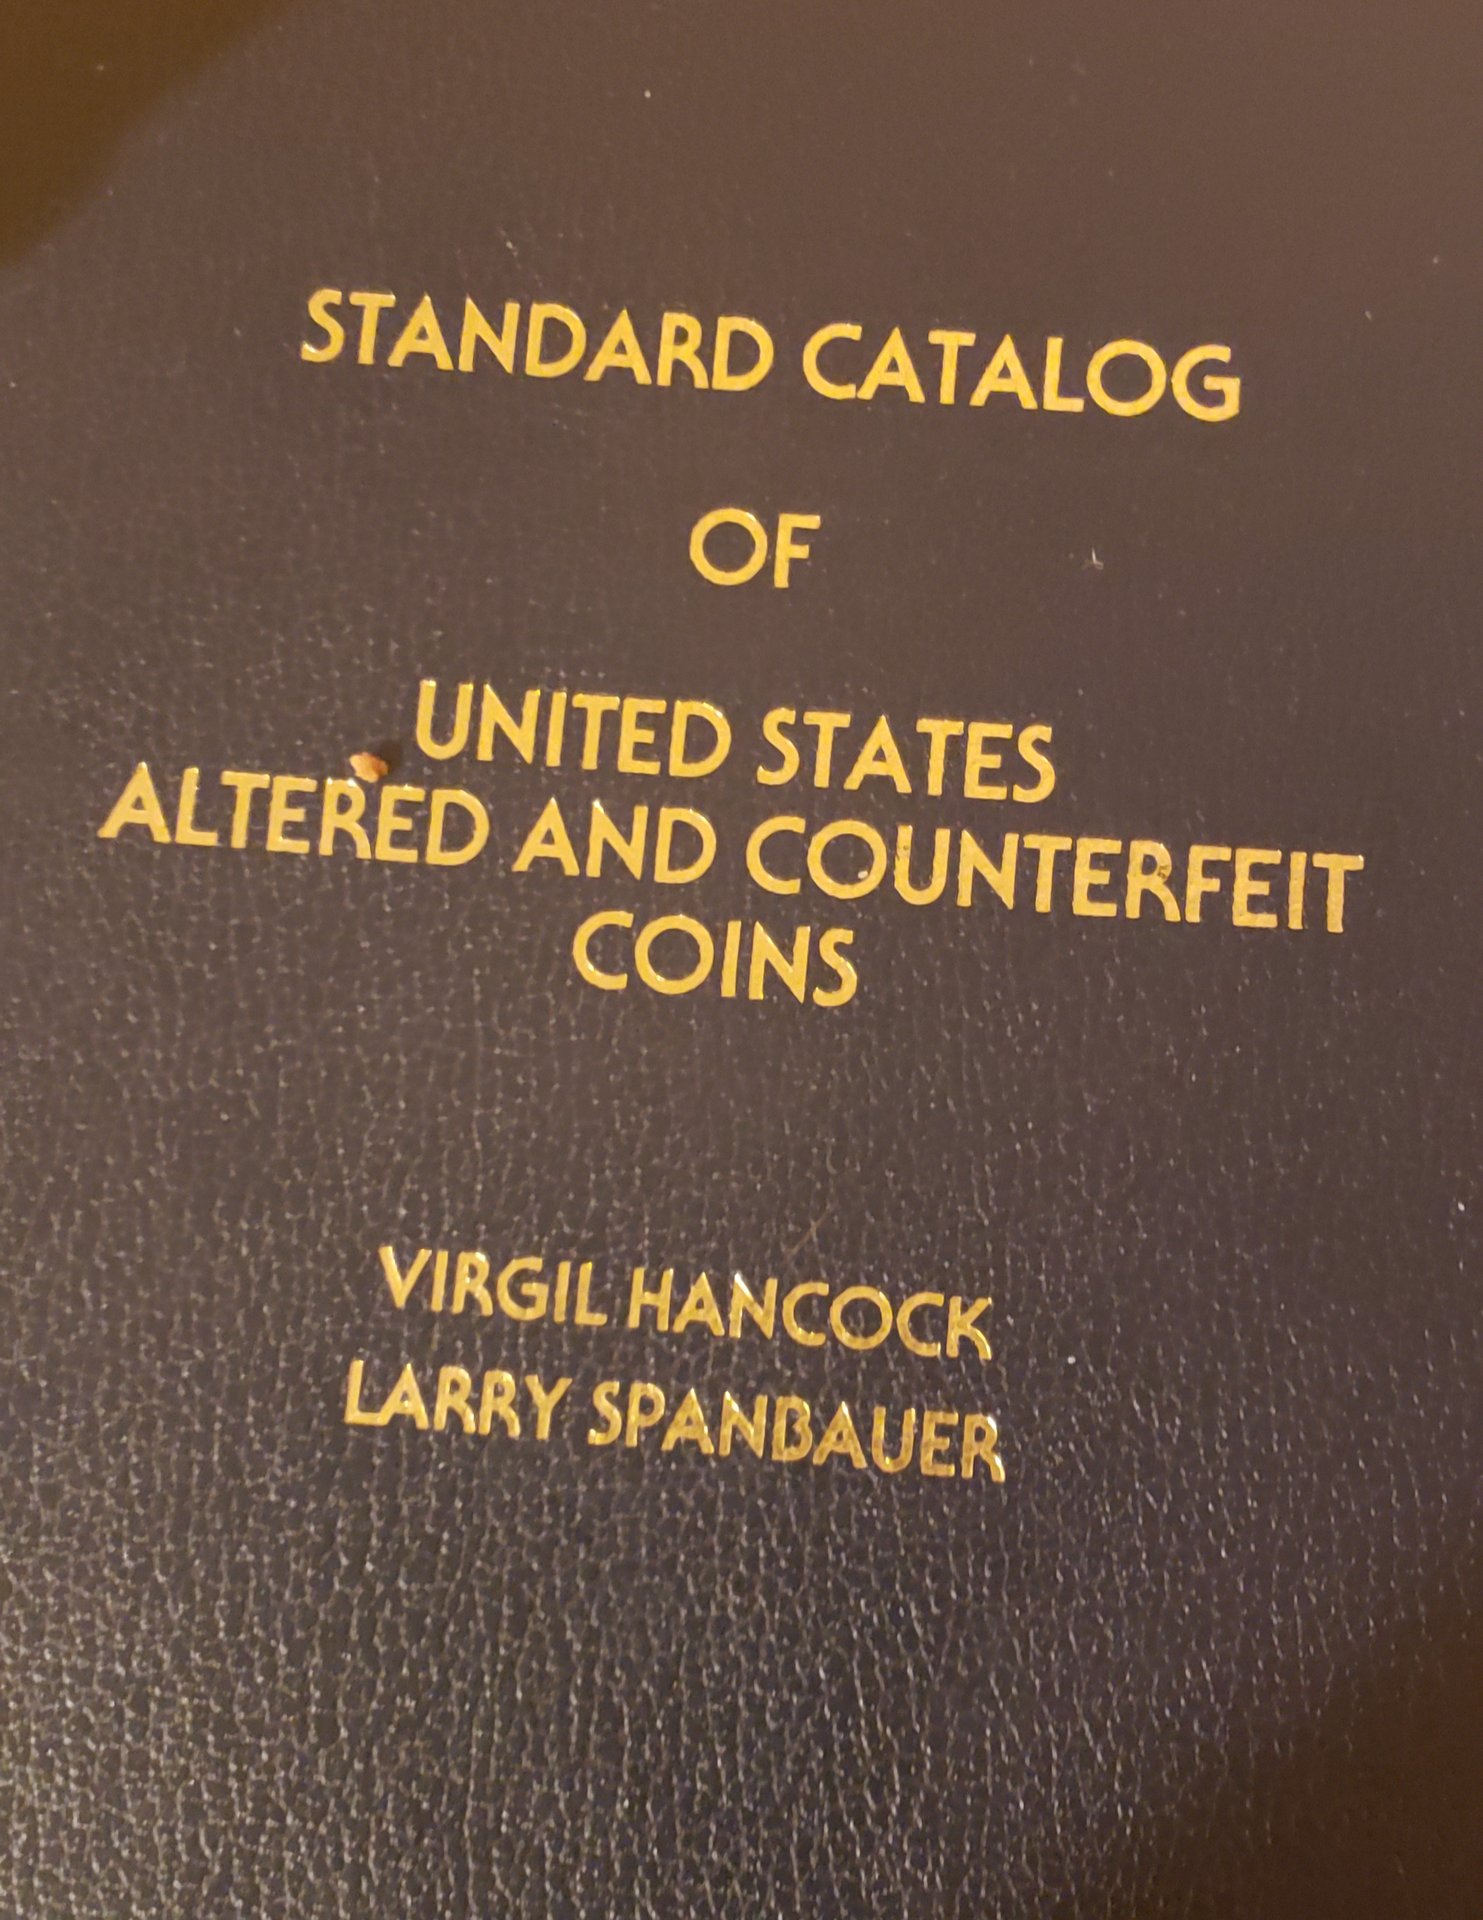 STANDARD CATALOG
OF
UNITED STATES
ALTERED AND COUNTERFEIT
COINS
VIRGIL HANCOCK
LARRY SPANBAUER